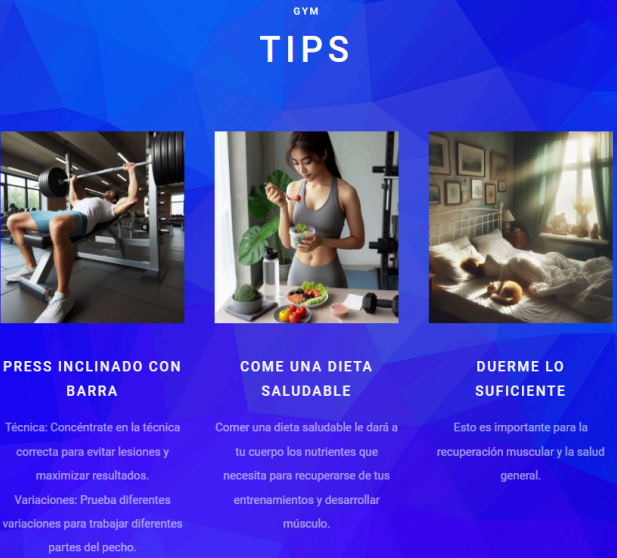 GYM
TIPS
PRESS INCLINADO CON
BARRA
Técnica: Concéntrate en la técnica
correcta para evitar lesiones y
maximizar resultados.
Variaciones: Prueba diferentes
variaciones para trabajar diferentes
partes del pecho.
COME UNA DIETA
SALUDABLE
Comer una dieta saludable le dará a
tu cuerpo los nutrientes que
necesita para recuperarse de tus
entrenamientos y desarrollar
músculo.
DUERME LO
SUFICIENTE
Esto es importante para la
recuperación muscular y la salud
general.